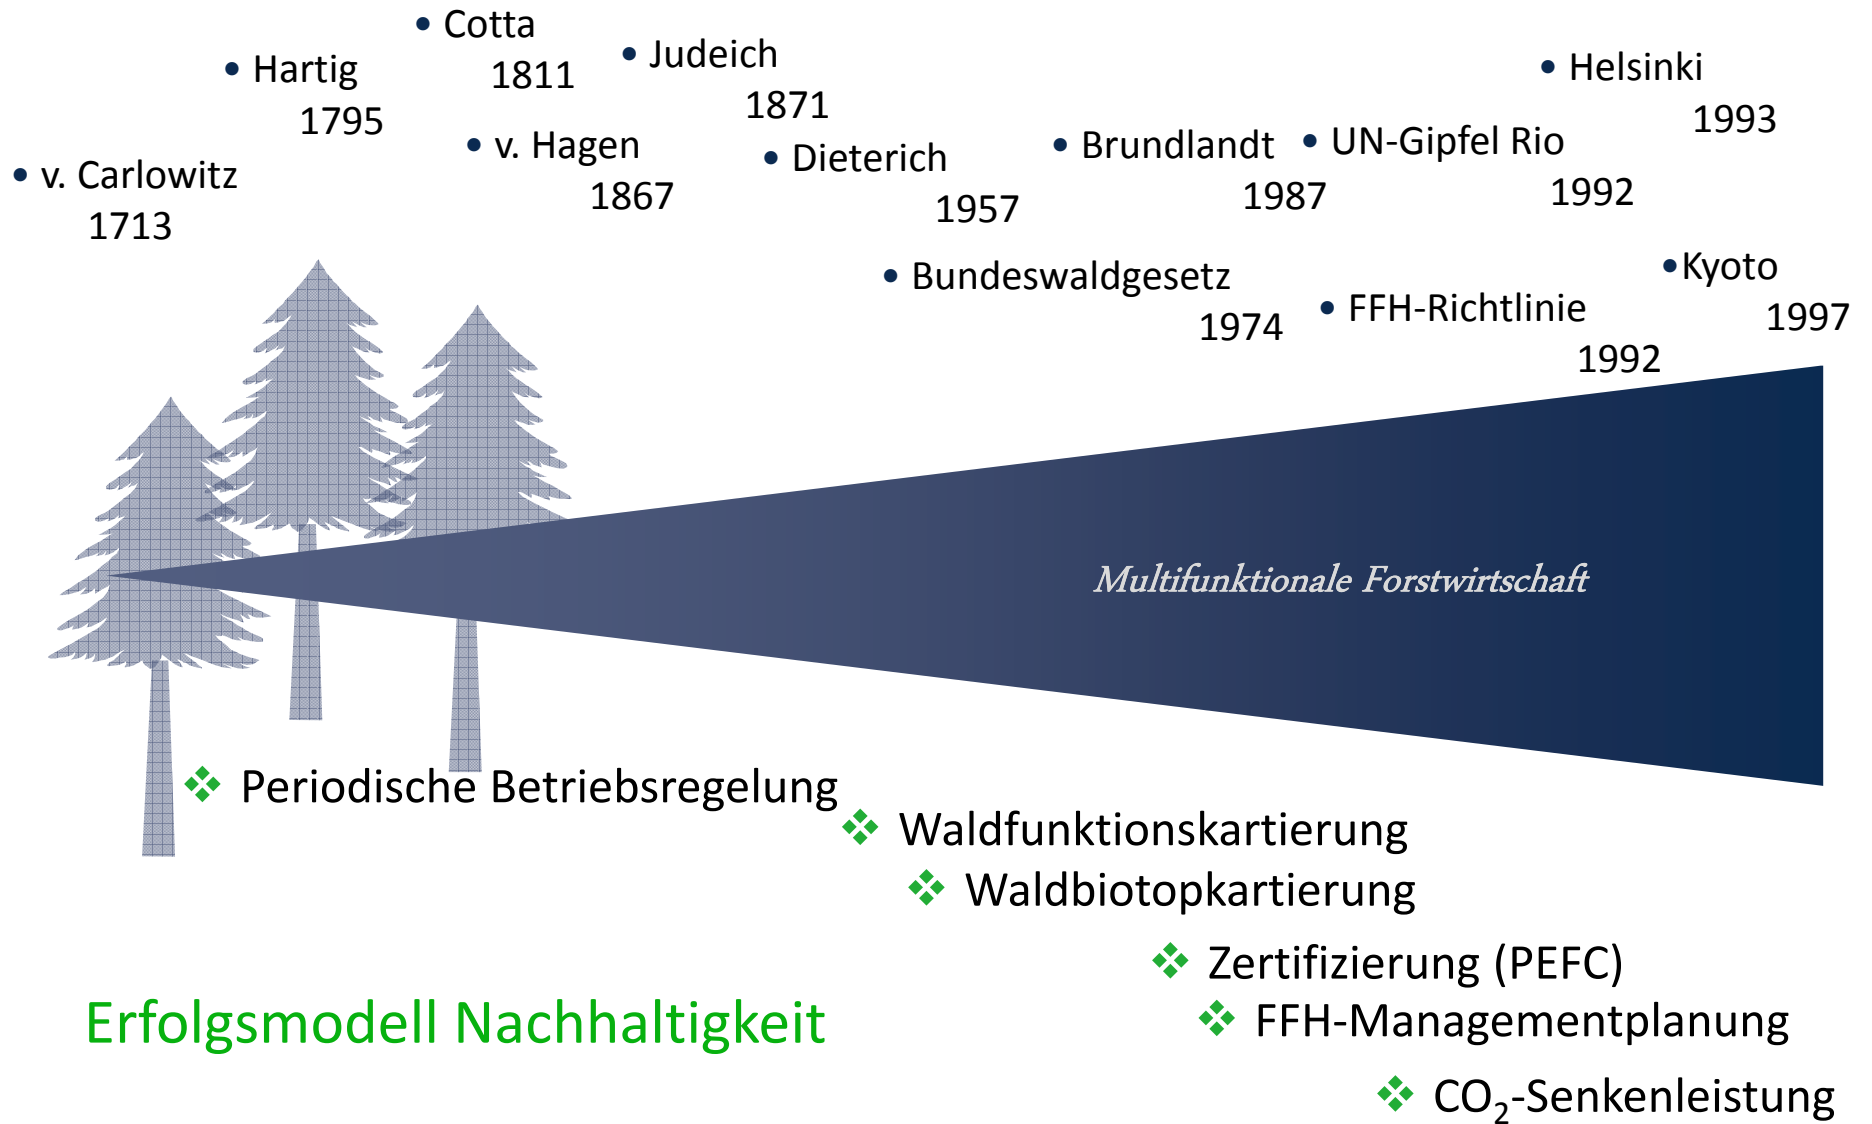 • Cotta
1811
• Hartig
1795
• Judeich
1871
• Helsinki
1993
• v. Carlowitz
1713
• v. Hagen
1867
• Dieterich
1957
• Brundlandt
1987
• UN-Gipfel Rio
1992
• Bundeswaldgesetz
1974
• FFH-Richtlinie
1992
•Kyoto
1997
Multifunktionale Forstwirtschaft
❖ Periodische Betriebsregelung
❖ Waldfunktionskartierung
❖ Waldbiotopkartierung
❖ Zertifizierung (PEFC)
Erfolgsmodell Nachhaltigkeit
❖ FFH-Managementplanung
❖ CO₂-Senkenleistung